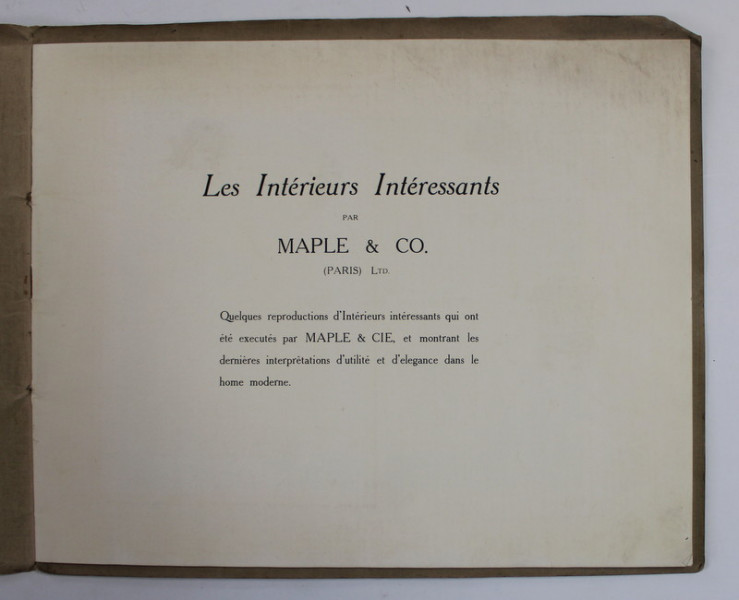 Les Intérieurs Intéressants
PAR
MAPLE & CO.
(PARIS) LTD.
Quelques reproductions d'Intérieurs intéressants qui ont
été executés par MAPLE & CIE, et montrant les
dernières interprétations d'utilité et d'elegance dans le
home moderne.